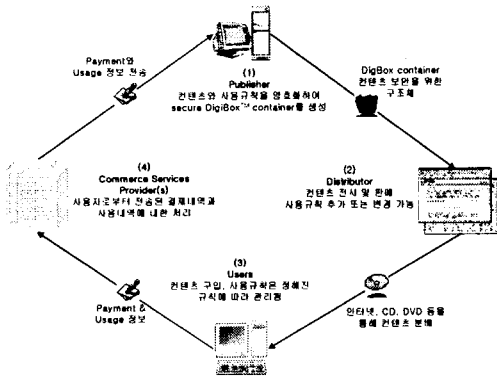 Payment와
Usage 정보 전송
(1)
Publisher
컨텐츠와 사용규칙을 암호화하여
secure DigiBox™ container를 생성
DigBox container
컨텐츠 보안을 위한
구조체
(4)
Commerce Services
Provider(s)
사용자로부터 전송된 결제내역과
사용내역에 대한 처리
(2)
Distributor
컨텐츠 전시 및 판매
사용규칙 추가 또는 변경 가능
(3)
Users
컨텐츠 구입, 사용규칙은 정해진
규칙에 따라 관리됨
Payment &
Usage 정보
인터넷, CD, DVD 등을
통해 컨텐츠 분배